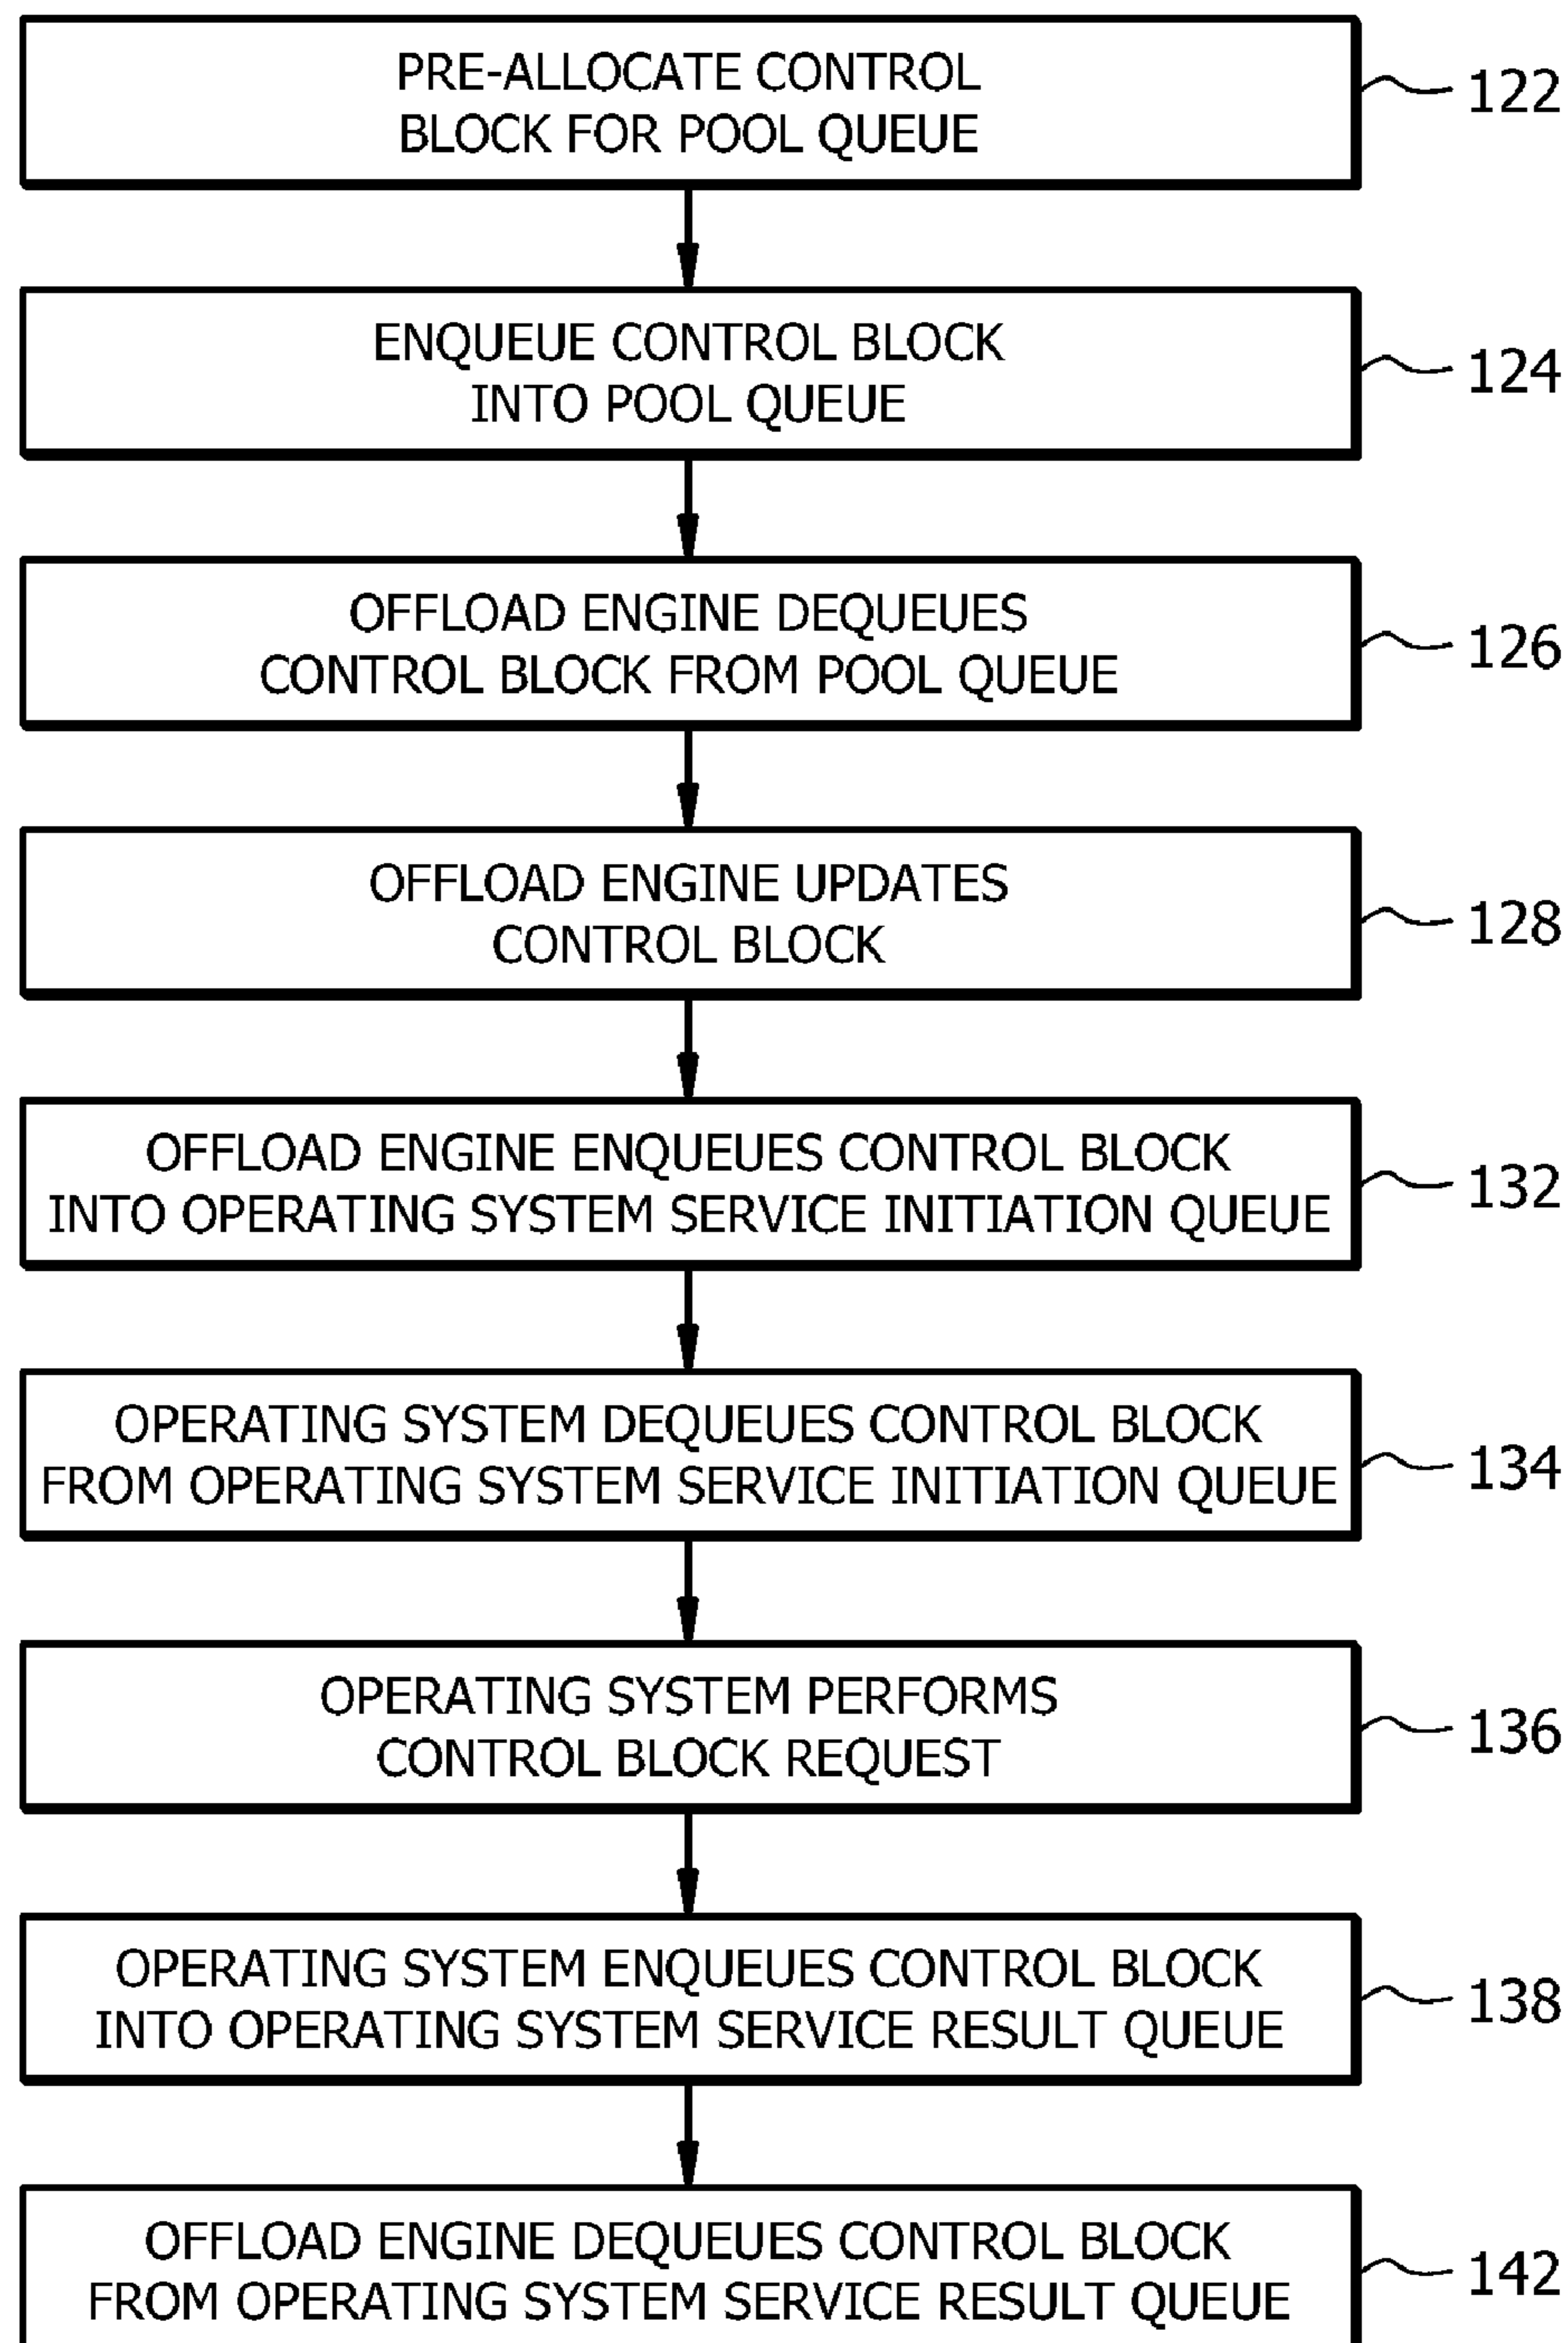 PRE-ALLOCATE CONTROL
BLOCK FOR POOL QUEUE
122
ENQUEUE CONTROL BLOCK
INTO POOL QUEUE
124
OFFLOAD ENGINE DEQUEUES
CONTROL BLOCK FROM POOL QUEUE
126
OFFLOAD ENGINE UPDATES
CONTROL BLOCK
128
OFFLOAD ENGINE ENQUEUES CONTROL BLOCK
INTO OPERATING SYSTEM SERVICE INITIATION QUEUE
132
OPERATING SYSTEM DEQUEUES CONTROL BLOCK
FROM OPERATING SYSTEM SERVICE INITIATION QUEUE
134
OPERATING SYSTEM PERFORMS
CONTROL BLOCK REQUEST
136
OPERATING SYSTEM ENQUEUES CONTROL BLOCK
INTO OPERATING SYSTEM SERVICE RESULT QUEUE
138
OFFLOAD ENGINE DEQUEUES CONTROL BLOCK
FROM OPERATING SYSTEM SERVICE RESULT QUEUE
142